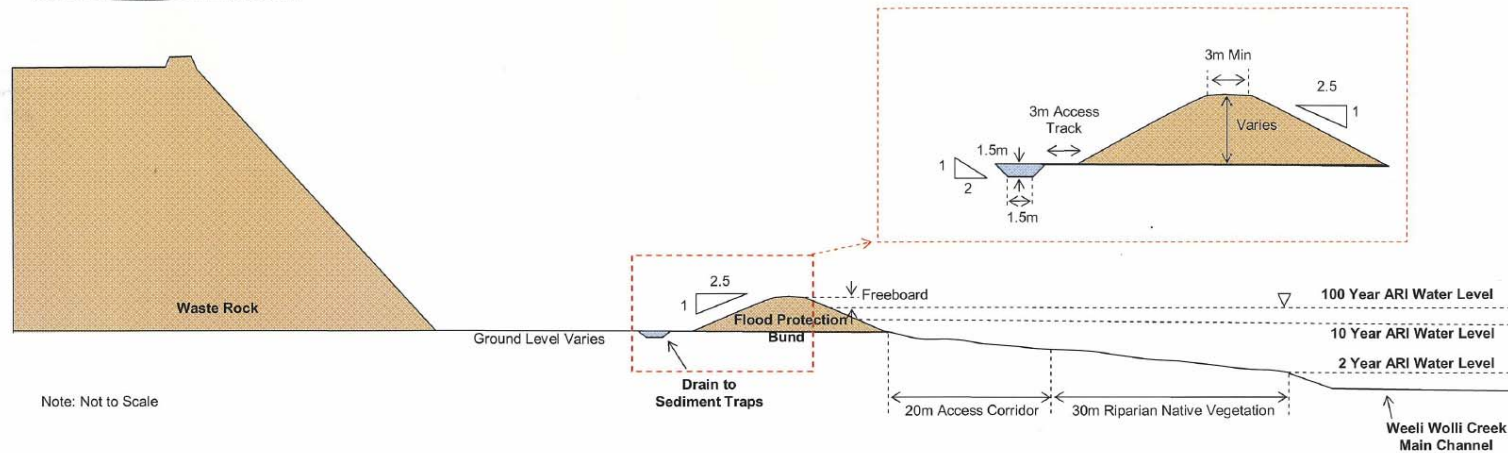 3m Min
2.5
1
3m Access
Track
Varies
1.5m
1
2
1.5m
2.5
1
Freeboard
100 Year ARI Water Level
Waste Rock
Flood Protection
Bund
10 Year ARI Water Level
Ground Level Varies
2 Year ARI Water Level
Drain to
Sediment Traps
Note: Not to Scale
20m Access Corridor
30m Riparian Native Vegetation
Weeli Wolli Creek
Main Channel